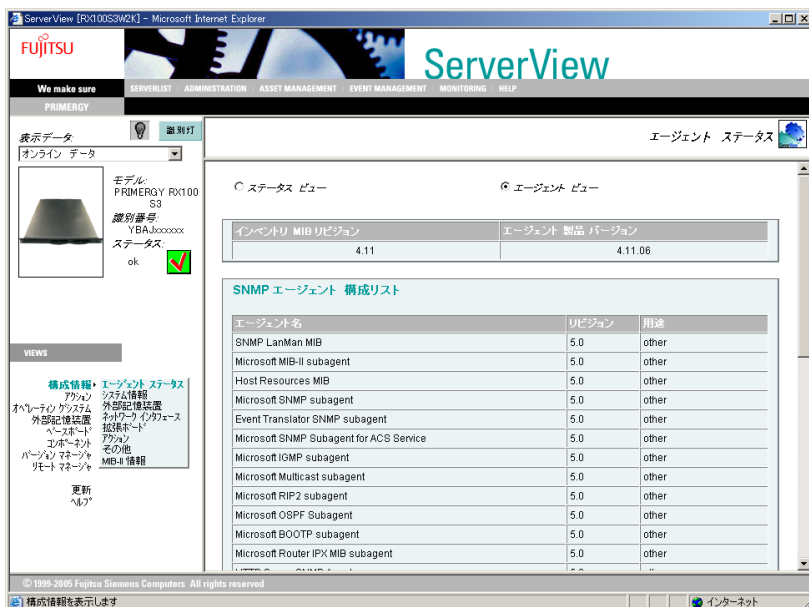 ServerView [RX100S3W2K] - Microsoft Internet Explorer
FUJITSU
ServerView
We make sure
SERVERLIST ADMINISTRATION ASSET MANAGEMENT EVENT MANAGEMENT MONITORING HELP
PRIMERGY
表示データ:
識別灯
オンライン データ
エージェント ステータス
モデル:
PRIMERGY RX100
S3
識別番号:
YBAJxxxxxx
ステータス:
ok
ステータス ビュー
エージェント ビュー
インベントリ MIB リビジョン
エージェント 製品 バージョン
4.11
4.11.06
SNMP エージェント 構成リスト
エージェント名 リビジョン 用途
SNMP LanMan MIB 5.0 other
Microsoft MIB-II subagent 5.0 other
Host Resources MIB 5.0 other
Microsoft SNMP subagent 5.0 other
Event Translator SNMP subagent 5.0 other
Microsoft SNMP Subagent for ACS Service 5.0 other
Microsoft IGMP subagent 5.0 other
Microsoft Multicast subagent 5.0 other
Microsoft RIP2 subagent 5.0 other
Microsoft OSPF Subagent 5.0 other
Microsoft BOOTP subagent 5.0 other
Microsoft Router IPX MIB subagent 5.0 other
VIEWS
構成情報
アクション
オペレーティングシステム
外部記憶装置
ベースボード
コンポーネント
バージョン マネージャ
リモート マネージャ
更新
ヘルプ
エージェント ステータス
システム情報
外部記憶装置
ネットワーク インタフェース
拡張ボード
アクション
その他
MIB-II 情報
© 1999-2005 Fujitsu Siemens Computers All rights reserved
構成情報を表示します
インターネット